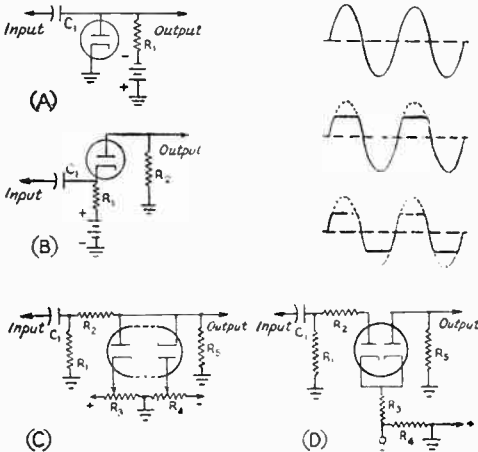 Input
C₁
Output
R₁
-
+
(A)
Output
C₁
R₂
Input
R₁
+
-
(B)
Input
C₁
R₂
Output
R₁
R₅
+
R₃
R₄
-
(C)
Input
C₁
R₂
Output
R₁
R₅
R₃
R₄
+
(D)